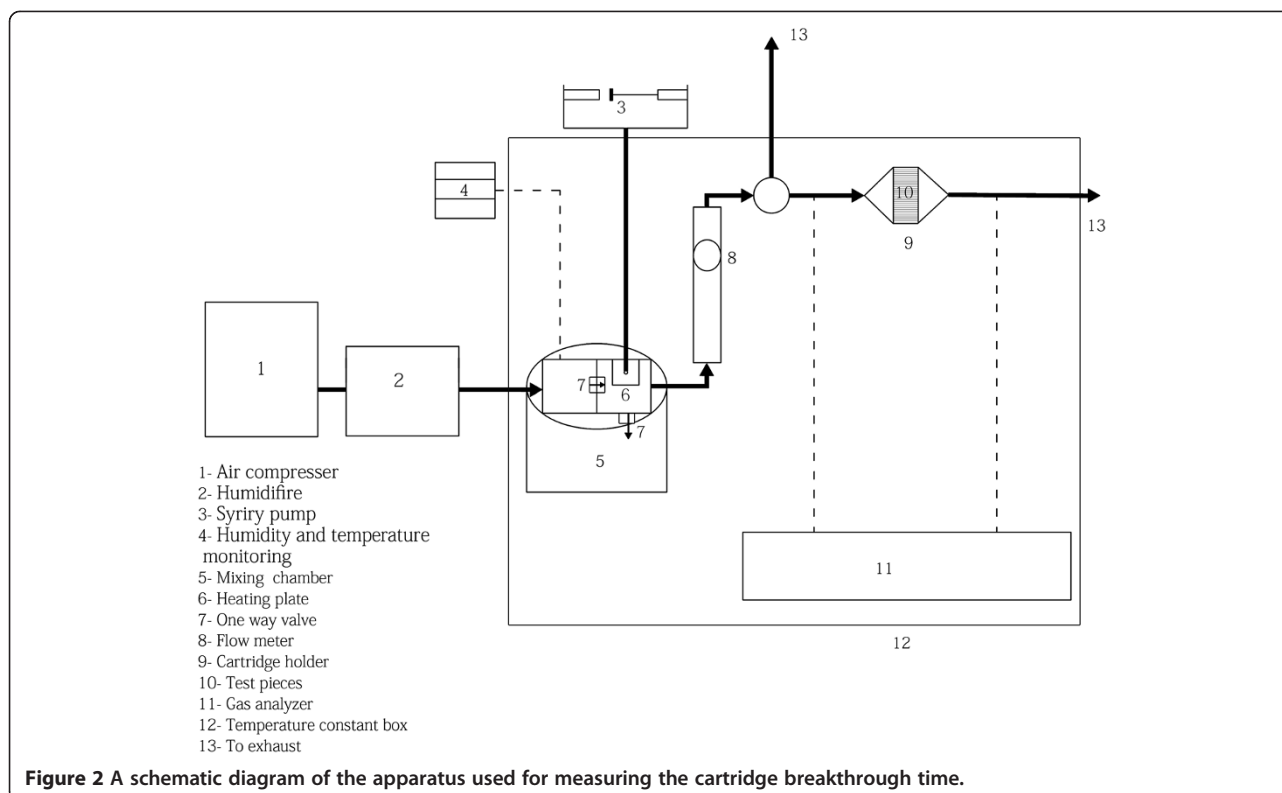 13
3
4
10
13
9
8
1
2
7
6
7
5
11
12
1- Air compresser
2- Humidifire
3- Syriry pump
4- Humidity and temperature
monitoring
5- Mixing chamber
6- Heating plate
7- One way valve
8- Flow meter
9- Cartridge holder
10- Test pieces
11- Gas analyzer
12- Temperature constant box
13- To exhaust
Figure 2 A schematic diagram of the apparatus used for measuring the cartridge breakthrough time.